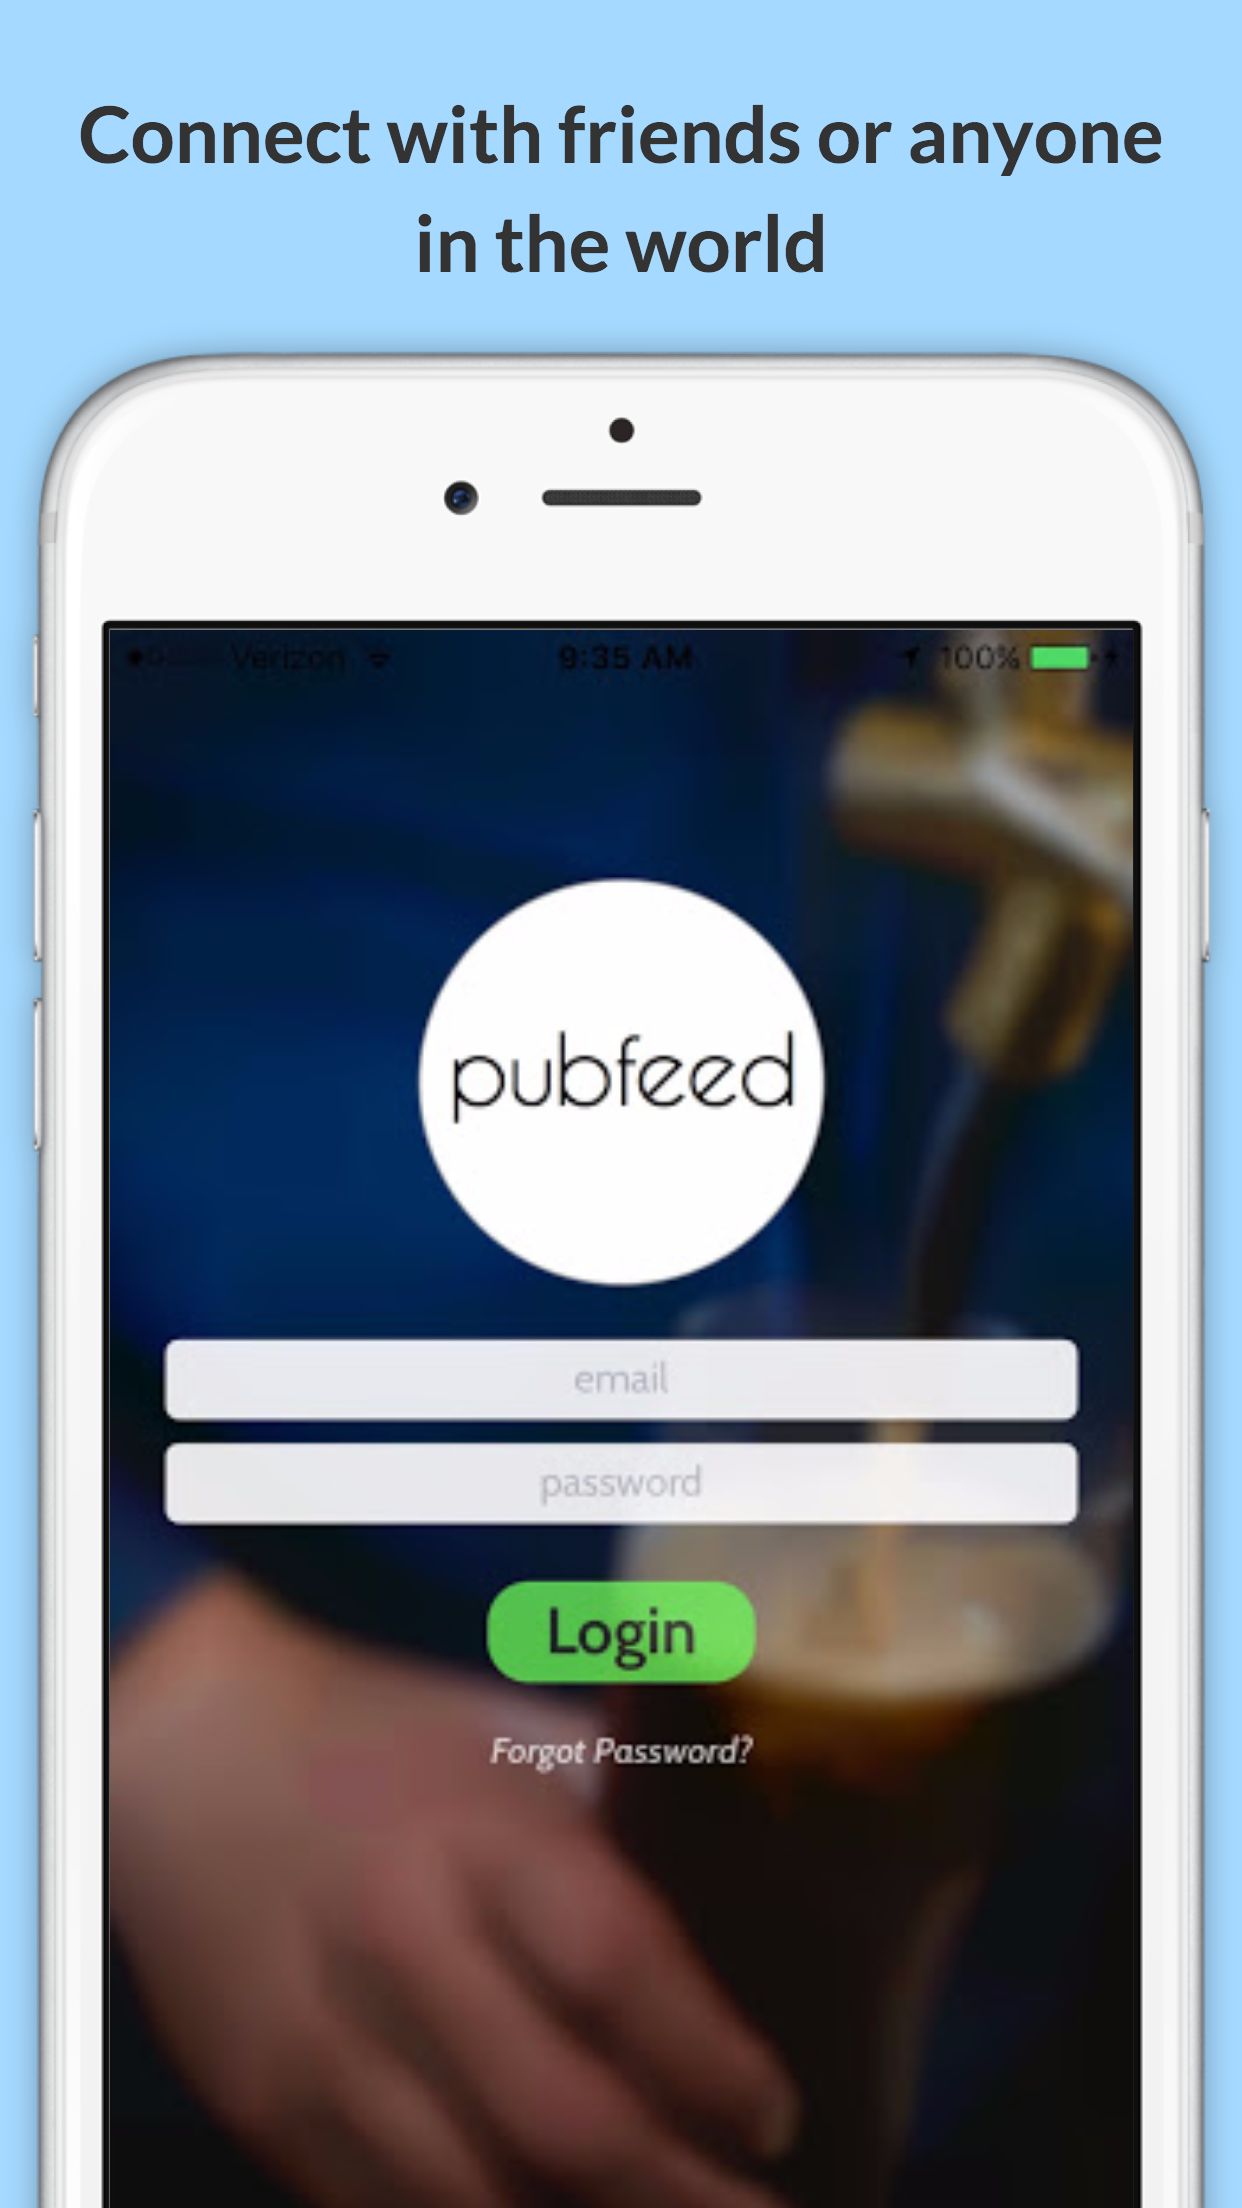 Connect with friends or anyone
in the world
Verizon 9:35 AM 100%
pubfeed
email
password
Login
Forgot Password?